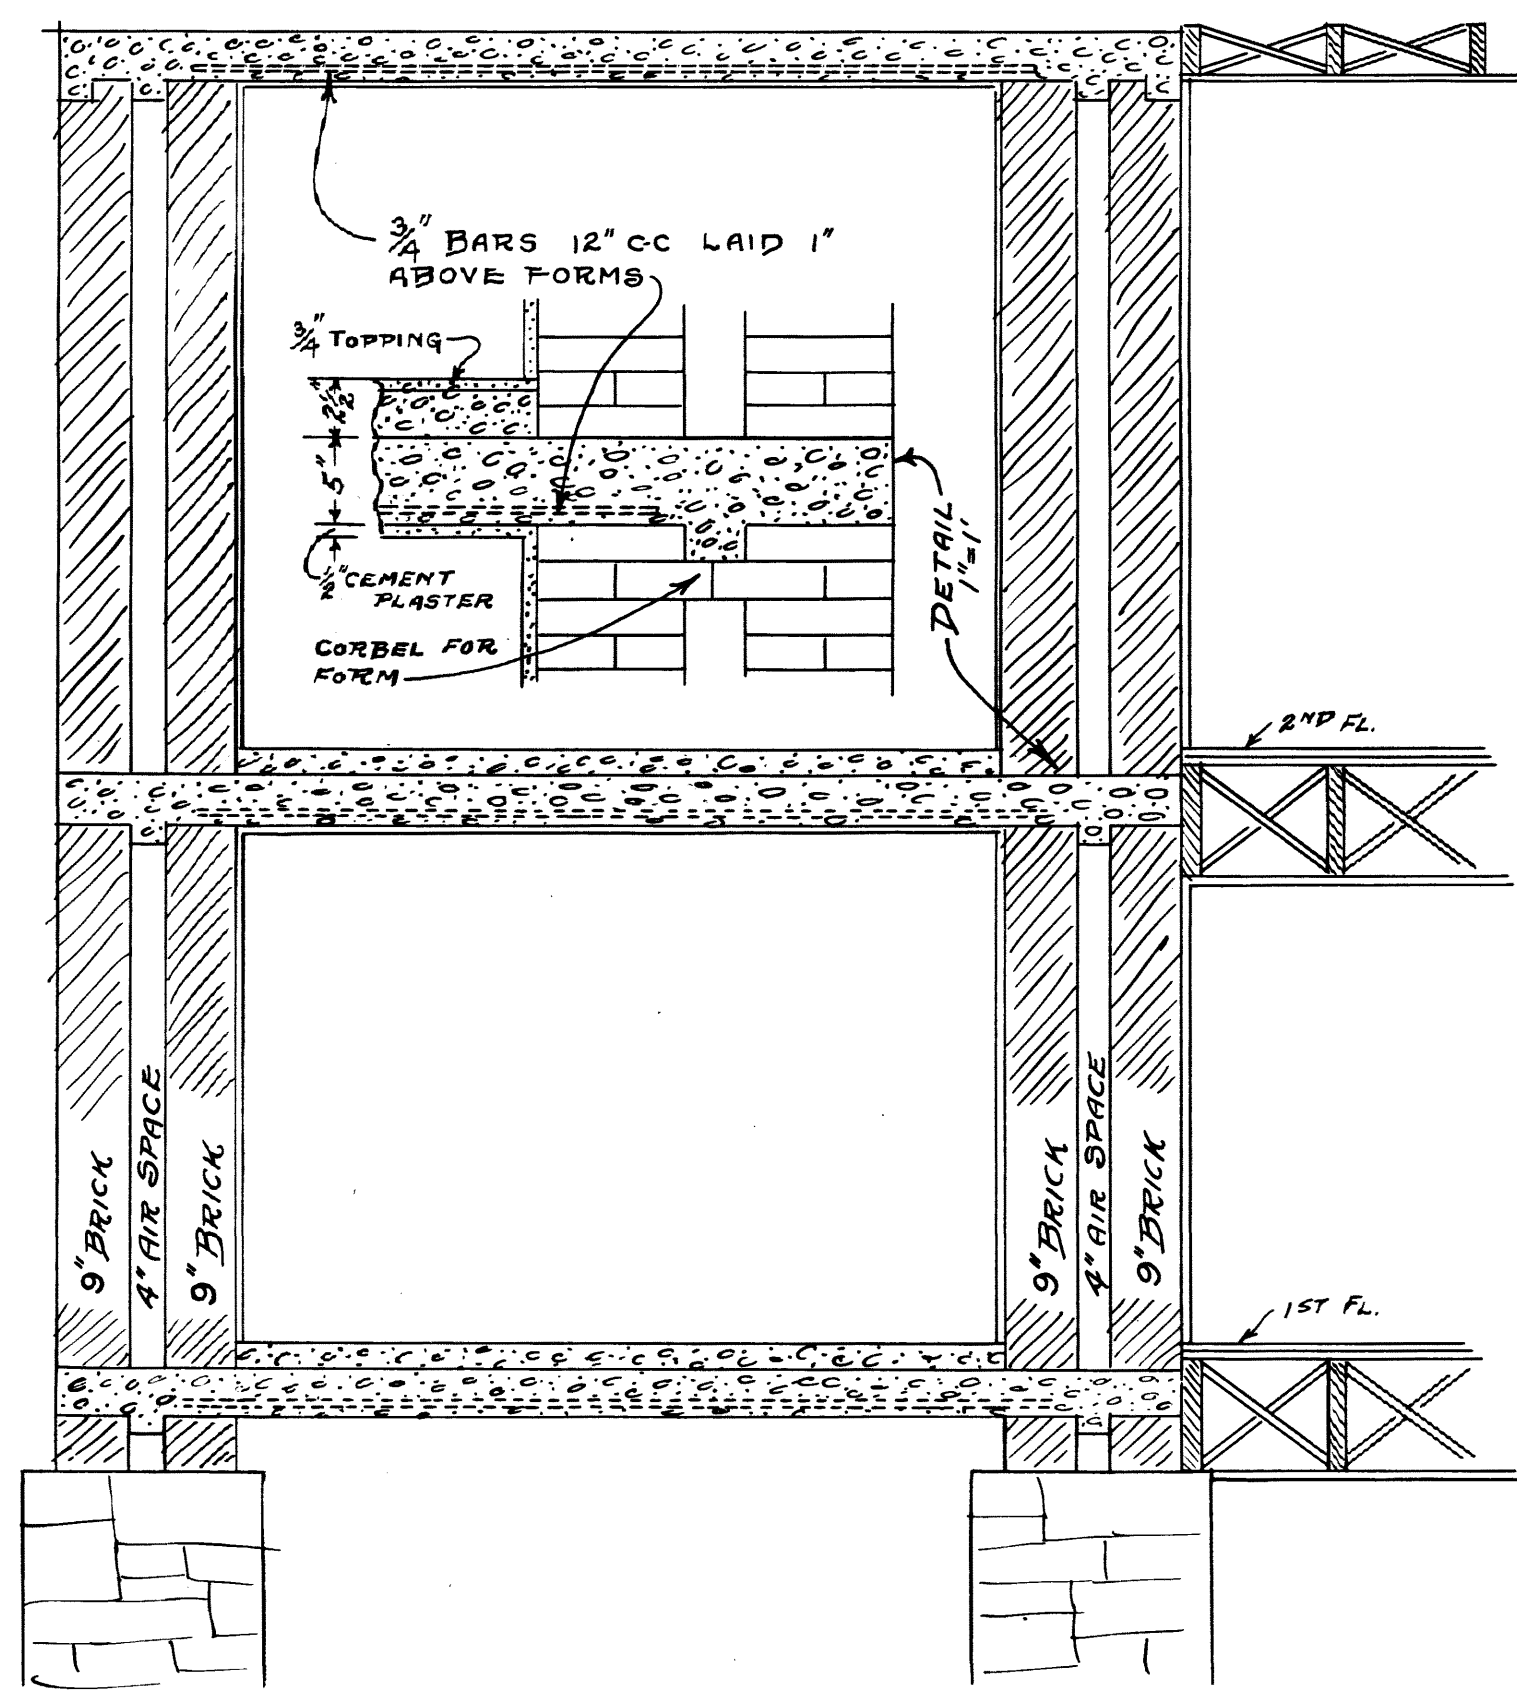 3/4" BARS 12" C-C LAID 1"
ABOVE FORMS
3/4" TOPPING
2 1/2"
5"
1/2" CEMENT
PLASTER
CORBEL FOR
FORM
DETAIL
1"=1'
2ND FL.
9" BRICK
4" AIR SPACE
9" BRICK
9" BRICK
4" AIR SPACE
9" BRICK
1ST FL.